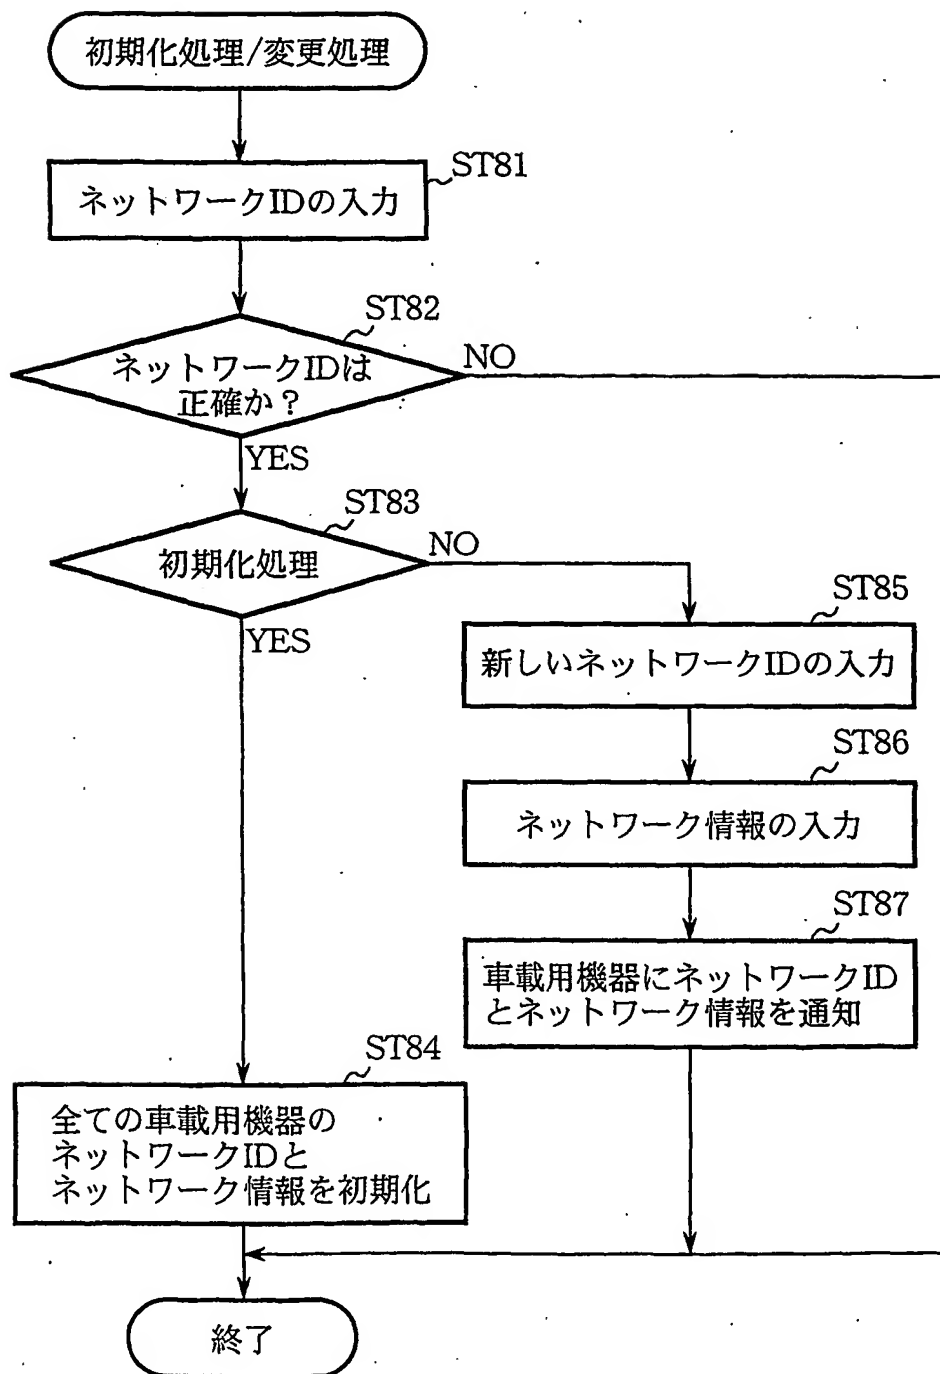 初期化処理/変更処理
ST81
ネットワークIDの入力
ST82
ネットワークIDは
正確か？
NO
YES
ST83
初期化処理
NO
YES
ST85
新しいネットワークIDの入力
ST86
ネットワーク情報の入力
ST87
車載用機器にネットワークID
とネットワーク情報を通知
ST84
全ての車載用機器の
ネットワークIDと
ネットワーク情報を初期化
終了